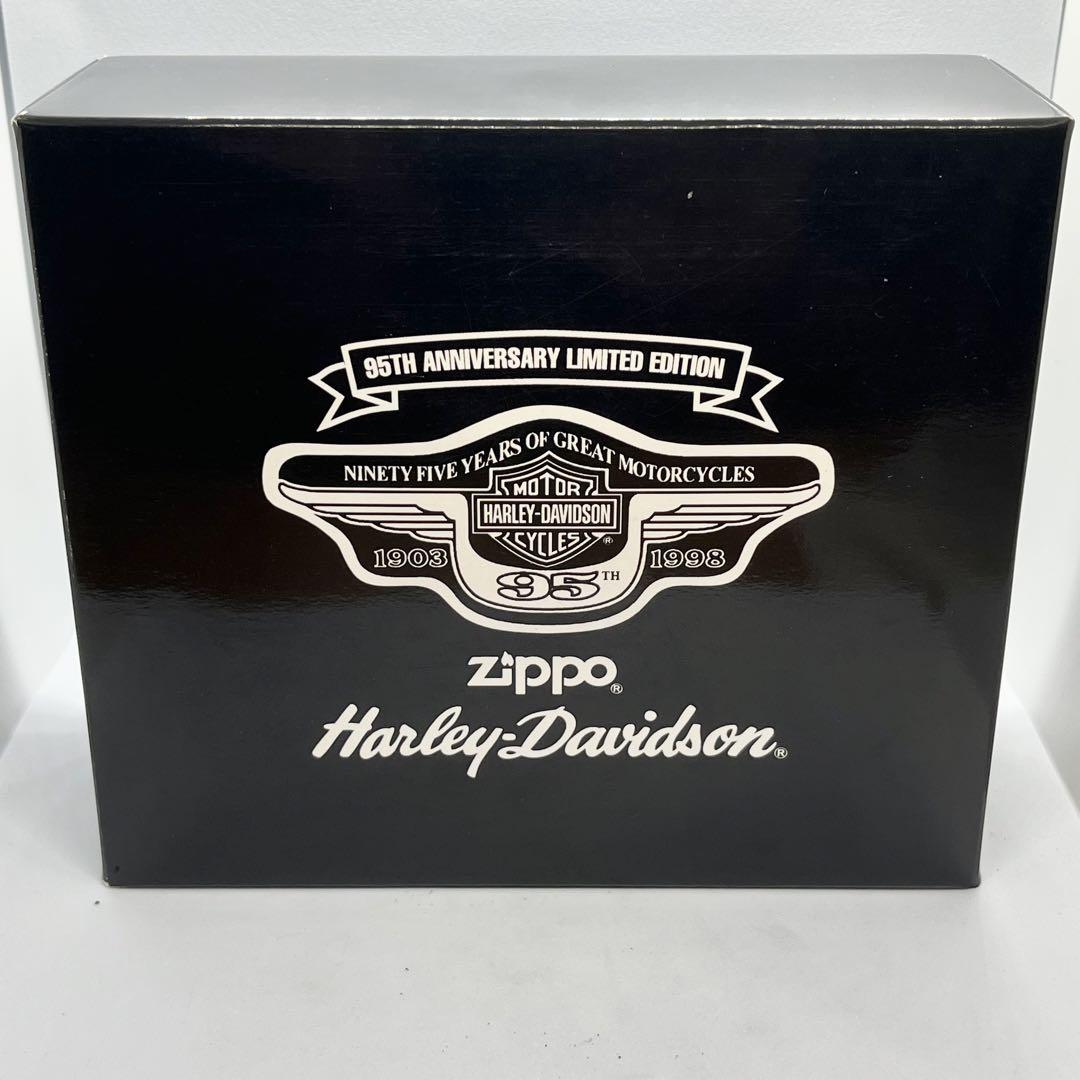 95TH ANNIVERSARY LIMITED EDITION
NINETY FIVE YEARS OF GREAT MOTORCYCLES
MOTOR
HARLEY-DAVIDSON
CYCLES®
1903
1998
95TH
zippo®
Harley-Davidson®